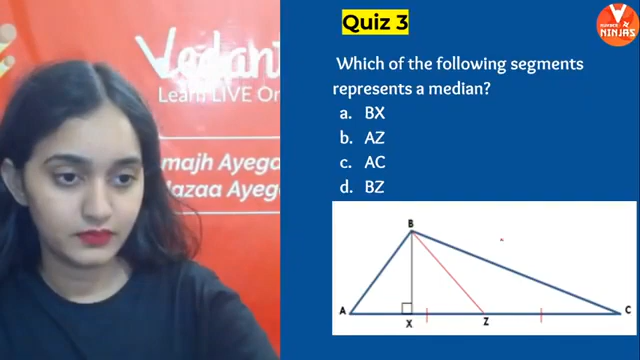 Quiz 3
NINJAS
Which of the following segments
represents a median?
a. BX
b. AZ
c. AC
d. BZ
Vedant
Learn LIVE On
majh Ayega
Mazaa Ayega
B
A
X
Z
C